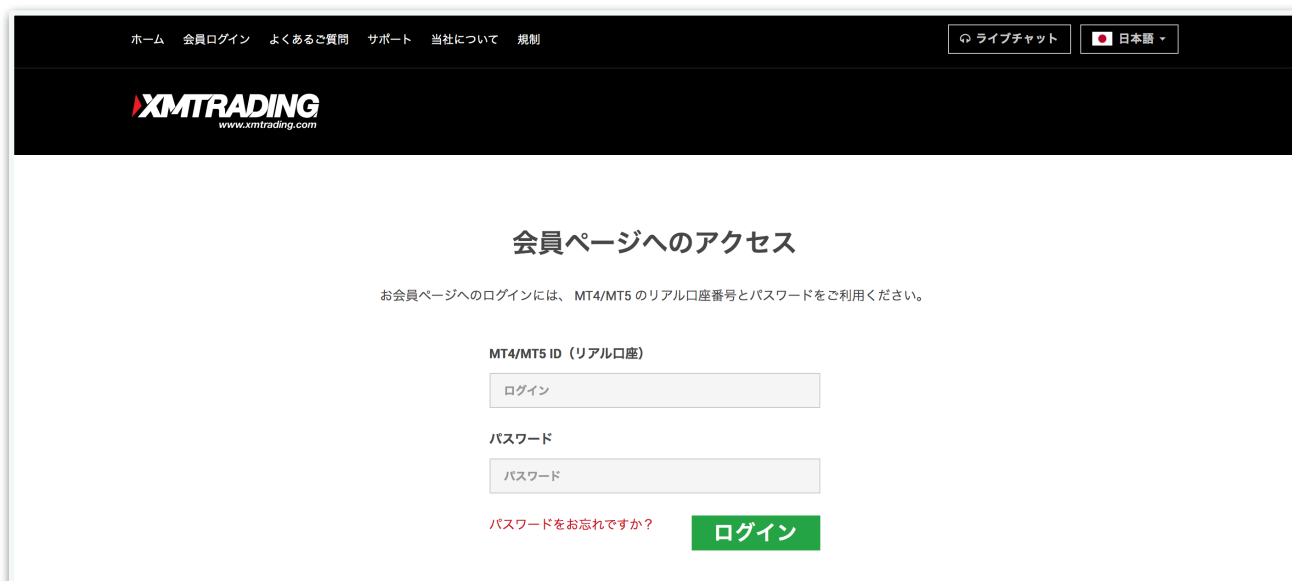 ホーム 会員ログイン よくあるご質問 サポート 当社について 規制 ライブチャット 日本語
XMTRADING
www.xmtrading.com
会員ページへのアクセス
お会員ページへのログインには、 MT4/MT5 のリアル口座番号とパスワードをご利用ください。
MT4/MT5 ID（リアル口座）
ログイン
パスワード
パスワード
パスワードをお忘れですか？ ログイン